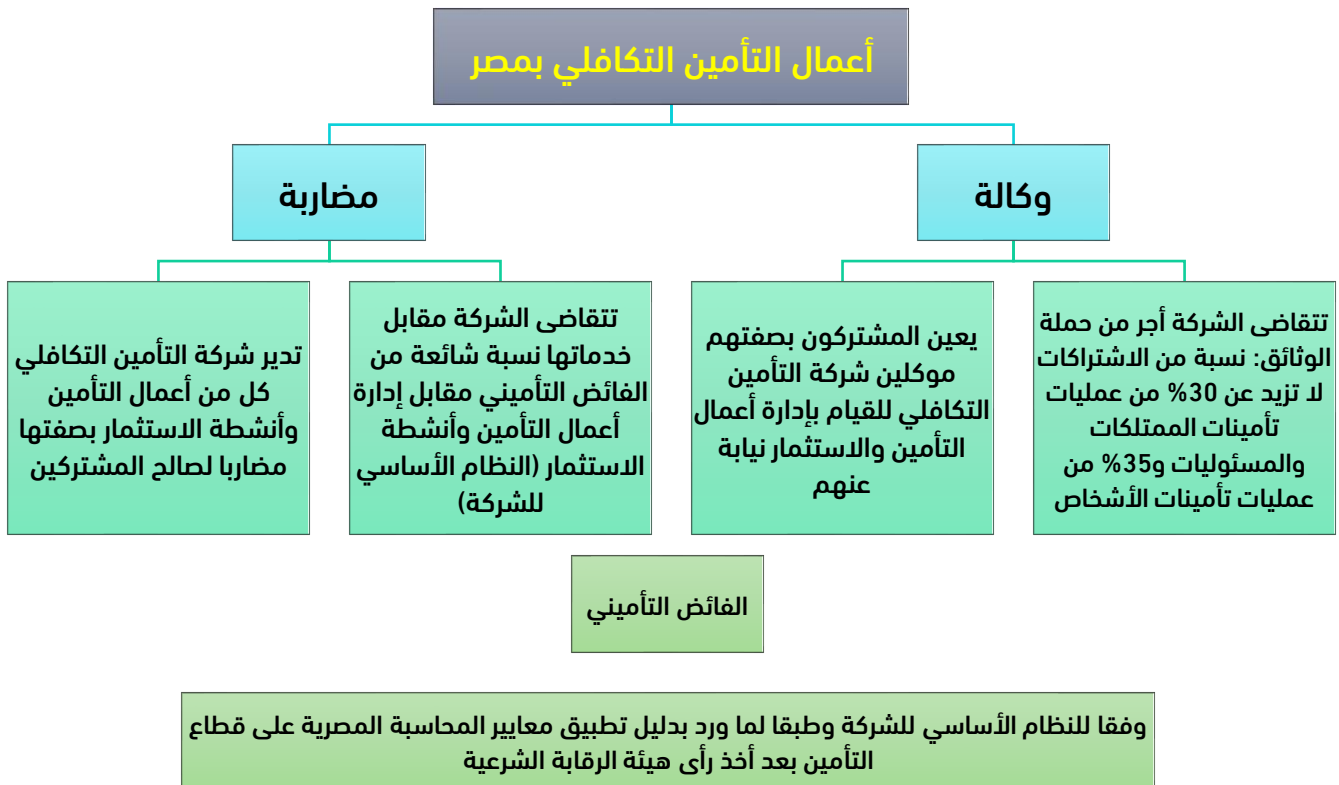 أعمال التأمين التكافلي بمصر
وكالة
مضاربة
تتقاضى الشركة أجر من حملة
الوثائق: نسبة من الاشتراكات
لا تزيد عن 30% من عمليات
تأمينات الممتلكات
والمسئوليات و35% من
عمليات تأمينات الأشخاص
يعين المشتركون بصفتهم
موكلين شركة التأمين
التكافلي للقيام بإدارة أعمال
التأمين والاستثمار نيابة
عنهم
تتقاضى الشركة مقابل
خدماتها نسبة شائعة من
الفائض التأميني مقابل إدارة
أعمال التأمين وأنشطة
الاستثمار (النظام الأساسي
للشركة)
تدير شركة التأمين التكافلي
كل من أعمال التأمين
وأنشطة الاستثمار بصفتها
مضاربا لصالح المشتركين
الفائض التأميني
وفقا للنظام الأساسي للشركة وطبقا لما ورد بدليل تطبيق معايير المحاسبة المصرية على قطاع
التأمين بعد أخذ رأى هيئة الرقابة الشرعية